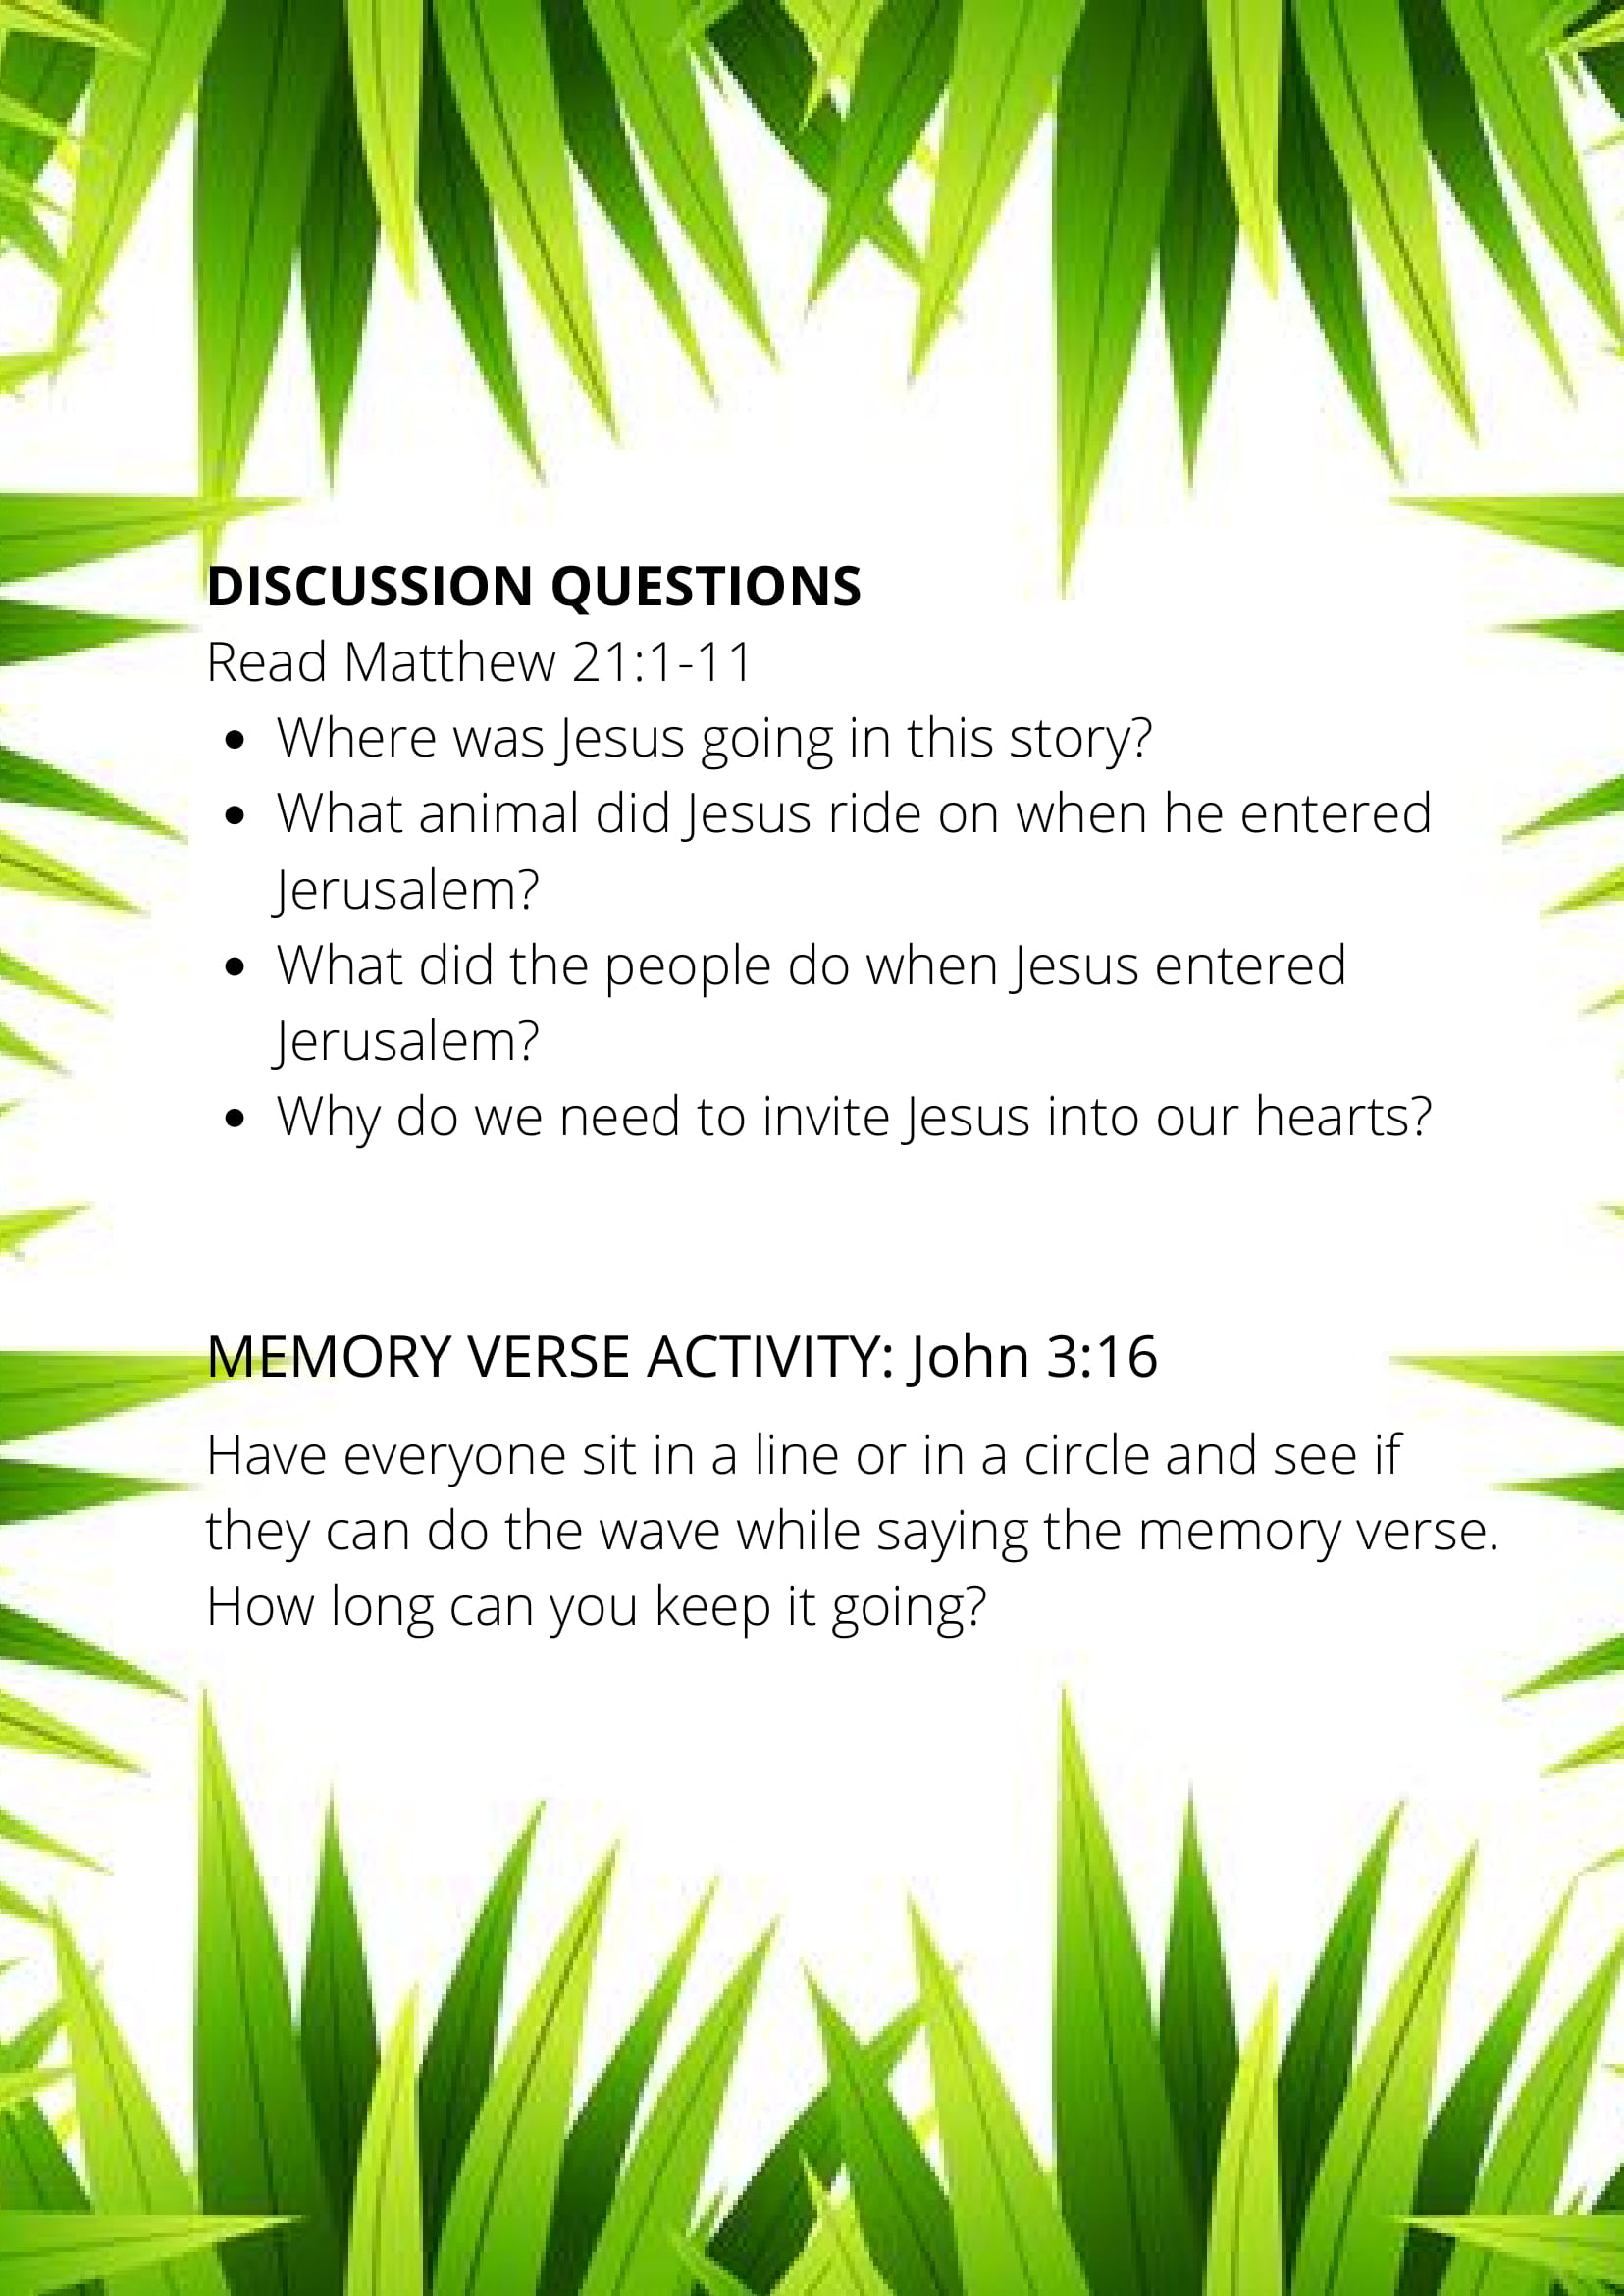 DISCUSSION QUESTIONS
Read Matthew 21:1-11
• Where was Jesus going in this story?
• What animal did Jesus ride on when he entered
Jerusalem?
• What did the people do when Jesus entered
Jerusalem?
• Why do we need to invite Jesus into our hearts?
MEMORY VERSE ACTIVITY: John 3:16
Have everyone sit in a line or in a circle and see if
they can do the wave while saying the memory verse.
How long can you keep it going?